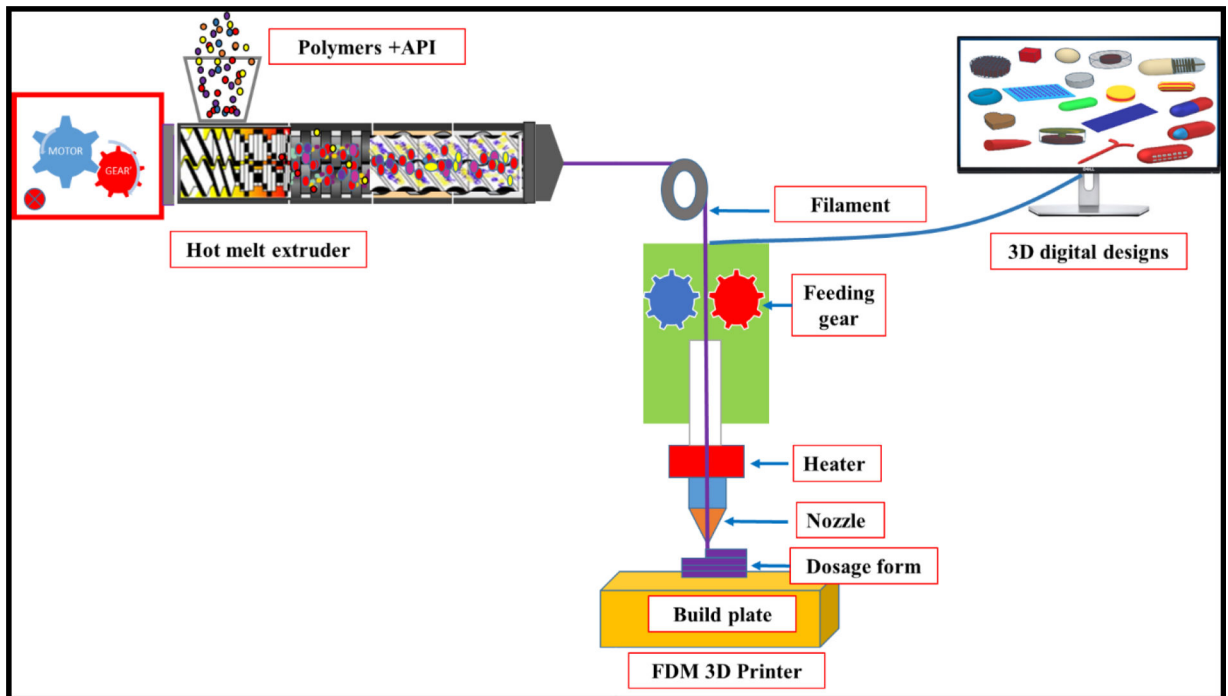 Polymers +API
MOTOR
GEAR'
Hot melt extruder
Filament
DELL
3D digital designs
Feeding
gear
Heater
Nozzle
Dosage form
Build plate
FDM 3D Printer